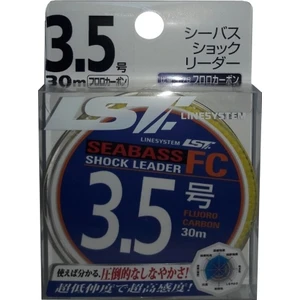 3.5号
30m フロロカーボン
シーバス
ショック
リーダー
フロロカーボン
LST.
LINESYSTEM
LINESYSTEM LST.
SEABASS FC
SHOCK LEADER
3.5号
FLUORO
CARBON
30m
使えば分かる、圧倒的なしなやかさ!
超低伸度で超高感度!